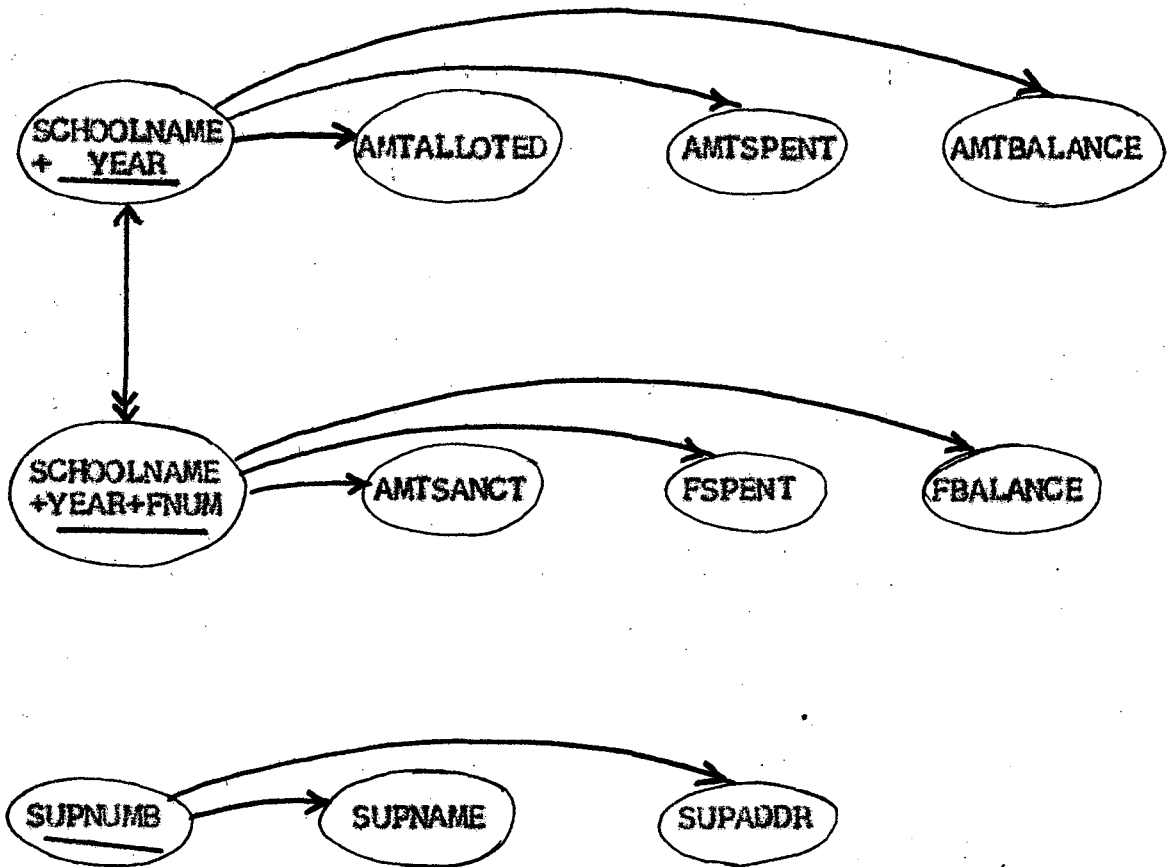 SCHOOLNAME
+ YEAR
AMTALLOTED
AMTSPENT
AMTBALANCE
SCHOOLNAME
+YEAR+FNUM
AMTSANCT
FSPENT
FBALANCE
SUPNUMB
SUPNAME
SUPADDR